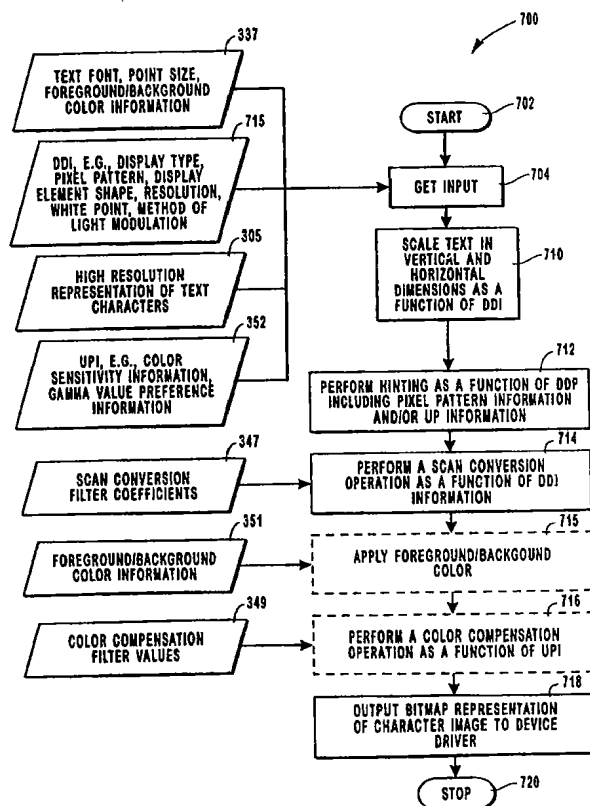 700
337
TEXT FONT, POINT SIZE,
FOREGROUND/BACKGROUND
COLOR INFORMATION
702
START
715
DDI, E.G., DISPLAY TYPE,
PIXEL PATTERN, DISPLAY
ELEMENT SHAPE, RESOLUTION,
WHITE POINT, METHOD OF
LIGHT MODULATION
GET INPUT
704
305
HIGH RESOLUTION
REPRESENTATION OF TEXT
CHARACTERS
SCALE TEXT IN
VERTICAL AND
HORIZONTAL
DIMENSIONS AS A
FUNCTION OF DDI
710
352
UPI, E.G., COLOR
SENSITIVITY INFORMATION,
GAMMA VALUE PREFERENCE
INFORMATION
712
PERFORM HINTING AS A FUNCTION OF DDP
INCLUDING PIXEL PATTERN INFORMATION
AND/OR UP INFORMATION
347
SCAN CONVERSION
FILTER COEFFICIENTS
714
PERFORM A SCAN CONVERSION
OPERATION AS A FUNCTION OF DDI
INFORMATION
351
FOREGROUND/BACKGROUND
COLOR INFORMATION
715
APPLY FOREGROUND/BACKGOUND
COLOR
349
COLOR COMPENSATION
FILTER VALUES
716
PERFORM A COLOR COMPENSATION
OPERATION AS A FUNCTION OF UPI
718
OUTPUT BITMAP REPRESENTATION
OF CHARACTER IMAGE TO DEVICE
DRIVER
STOP
720